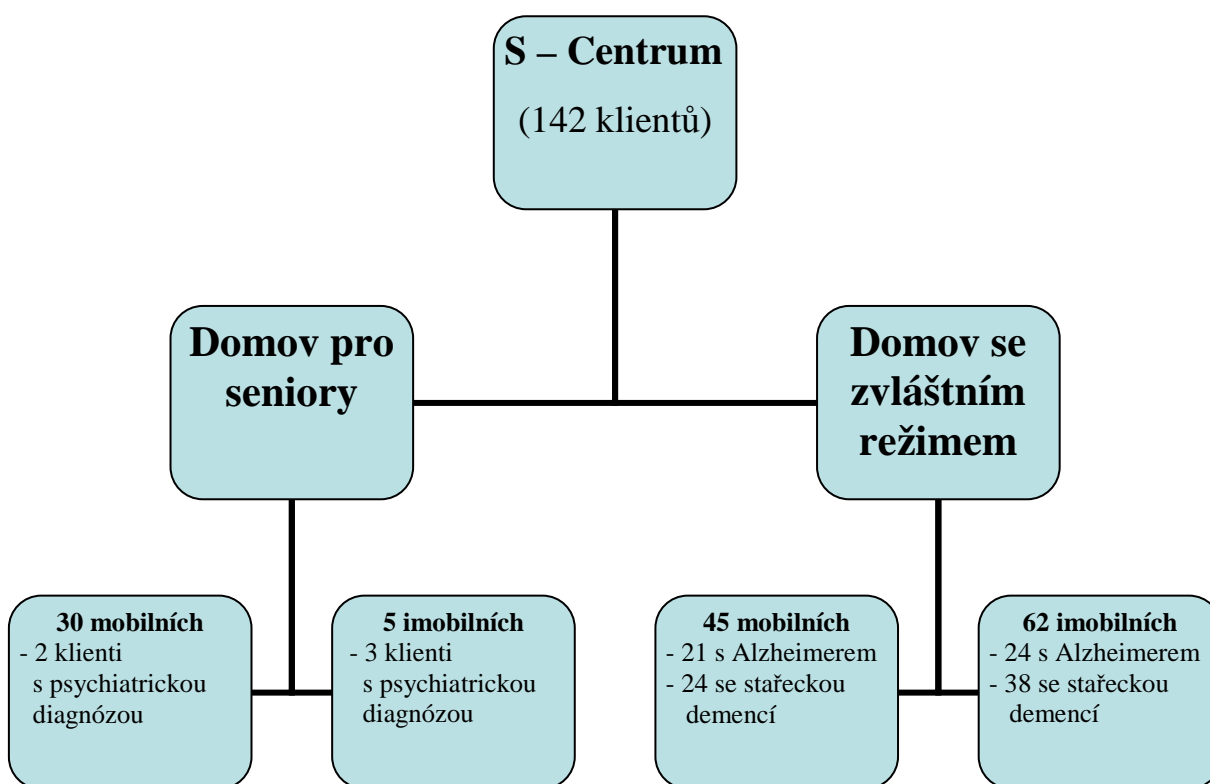 S – Centrum
(142 klientů)
Domov pro
seniory
Domov se
zvláštním
režimem
30 mobilních
- 2 klienti
s psychiatrickou
diagnózou
5 imobilních
- 3 klienti
s psychiatrickou
diagnózou
45 mobilních
- 21 s Alzheimerem
- 24 se stařeckou
demencí
62 imobilních
- 24 s Alzheimerem
- 38 se stařeckou
demencí